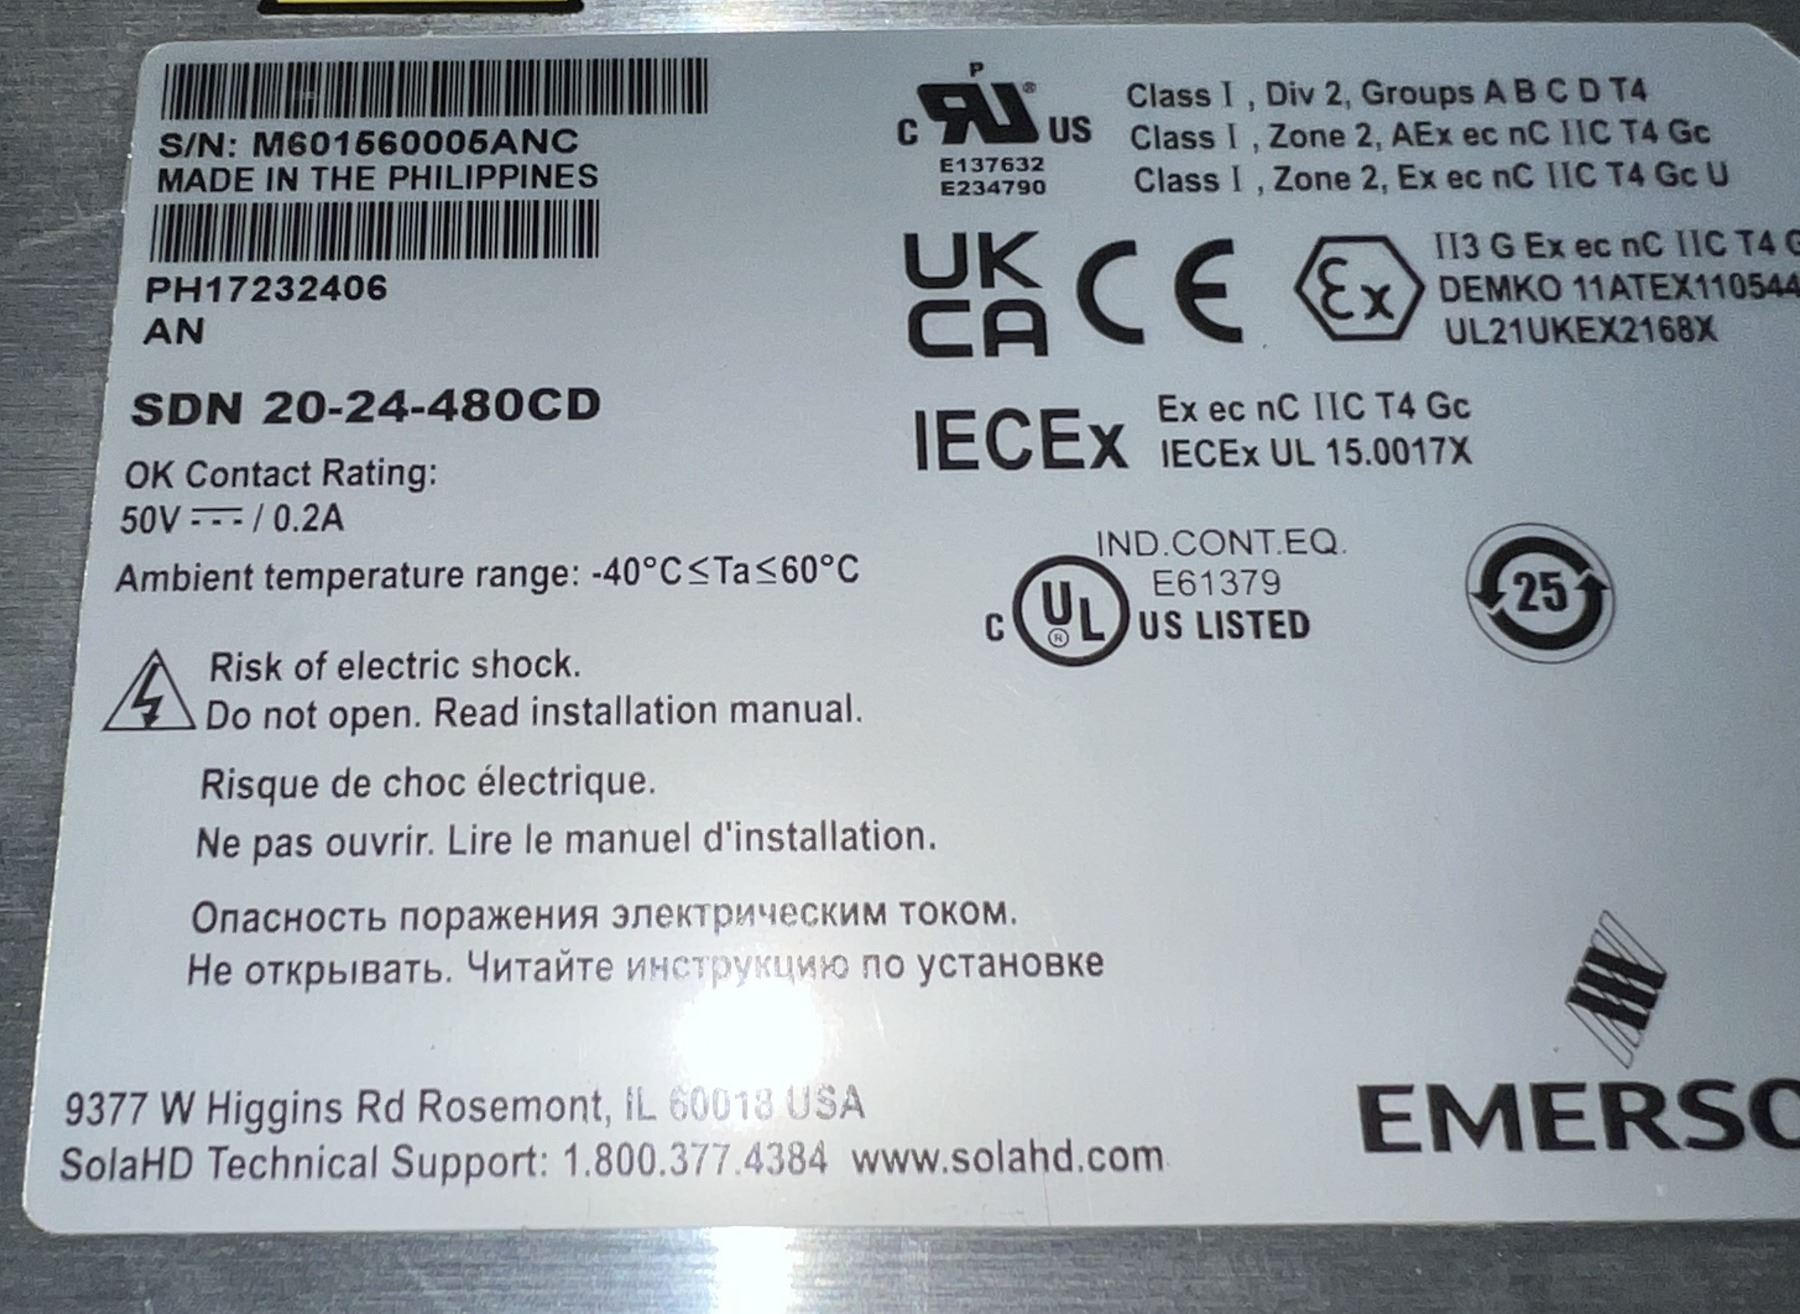 S/N: M601560005ANC
MADE IN THE PHILIPPINES
PH17232406
AN
SDN 20-24-480CD
OK Contact Rating:
50V / 0.2A
Ambient temperature range: -40°C≤Ta≤60°C
Risk of electric shock.
Do not open. Read installation manual.
Risque de choc électrique.
Ne pas ouvrir. Lire le manuel d'installation.
Опасность поражения электрическим током.
Не открывать. Читайте инструкцию по установке
9377 W Higgins Rd Rosemont, IL 60018 USA
SolaHD Technical Support: 1.800.377.4384 www.solahd.com
P
C RU® US
E137632
E234790
Class I , Div 2, Groups A B C D T4
Class I , Zone 2, AEx ec nC IIC T4 Gc
Class I , Zone 2, Ex ec nC IIC T4 Gc U
UK
CA
CE
Ex
II3 G Ex ec nC IIC T4 G
DEMKO 11ATEX110544
UL21UKEX2168X
IECEx
Ex ec nC IIC T4 Gc
IECEx UL 15.0017X
IND.CONT.EQ.
E61379
C UL® US LISTED
25
EMERSO